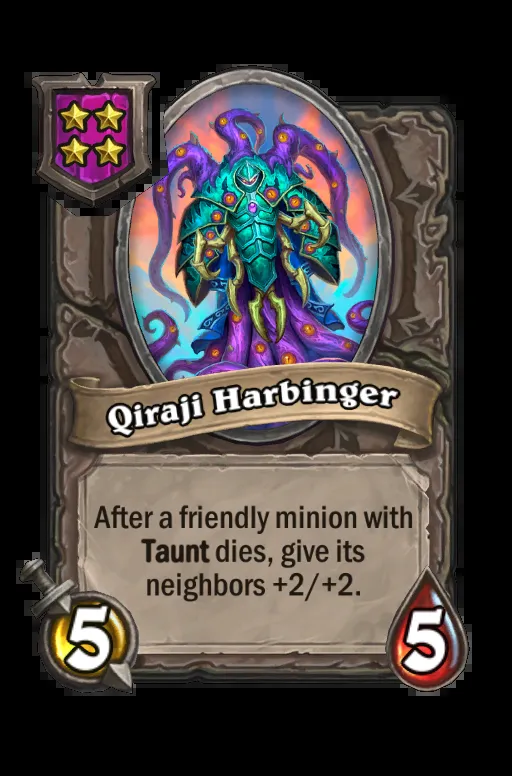 Qiraji Harbinger
After a friendly minion with
Taunt dies, give its
neighbors +2/+2.
5
5